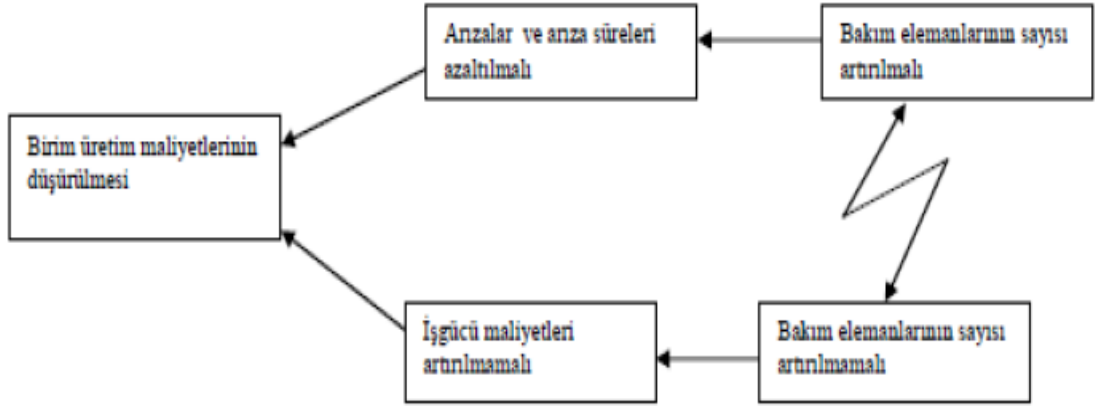 Arızalar ve arıza süreleri
azaltılmalı
Bakım elemanlarının sayısı
artırılmalı
Birim üretim maliyetlerinin
düşürülmesi
İşgücü maliyetleri
artırılmamalı
Bakım elemanlarının sayısı
artırılmamalı